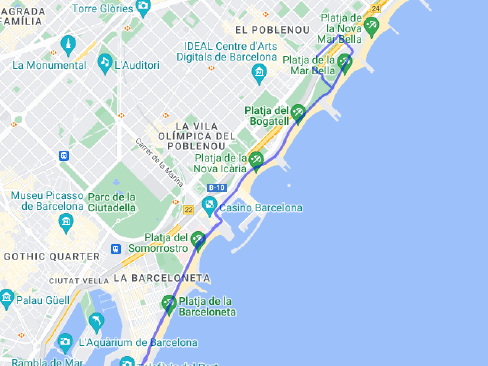 SAGRADA
FAMÍLIA
Torre Glòries
24
Platja de
la Nova
Mar Bella
EL POBLENOU
La Monumental
L'Auditori
IDEAL Centre d'Arts
Digitals de Barcelona
Platja de la
Mar Bella
Platja del
Bogatell
LA VILA
OLÍMPICA DEL
POBLENOU
Carrer de la Marina
Platja de la
Nova Icària
B-10
22
Museu Picasso
de Barcelona
Parc de la
Ciutadella
Casino Barcelona
Platja del
Somorrostro
GOTHIC QUARTER
CIUTAT VELLA
LA BARCELONETA
Palau Güell
Platja de la
Barceloneta
L'Aquàrium de Barcelona
Rambla de Mar